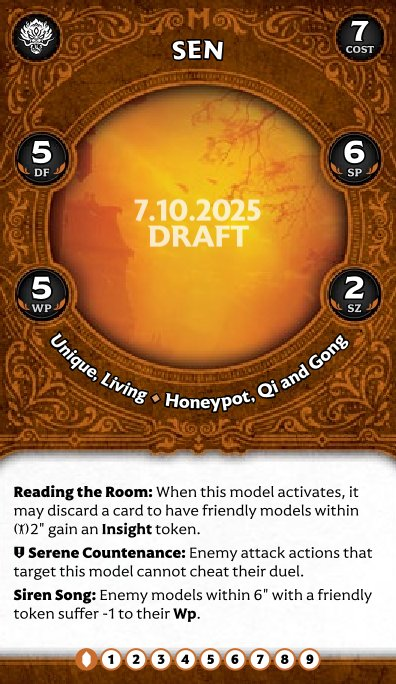 SEN
7
COST
5
DF
6
SP
7.10.2025
DRAFT
5
WP
2
SZ
Unique, Living ◆ Honeypot, Qi and Gong
Reading the Room: When this model activates, it
may discard a card to have friendly models within
2" gain an Insight token.
Serene Countenance: Enemy attack actions that
target this model cannot cheat their duel.
Siren Song: Enemy models within 6" with a friendly
token suffer -1 to their Wp.
1 2 3 4 5 6 7 8 9